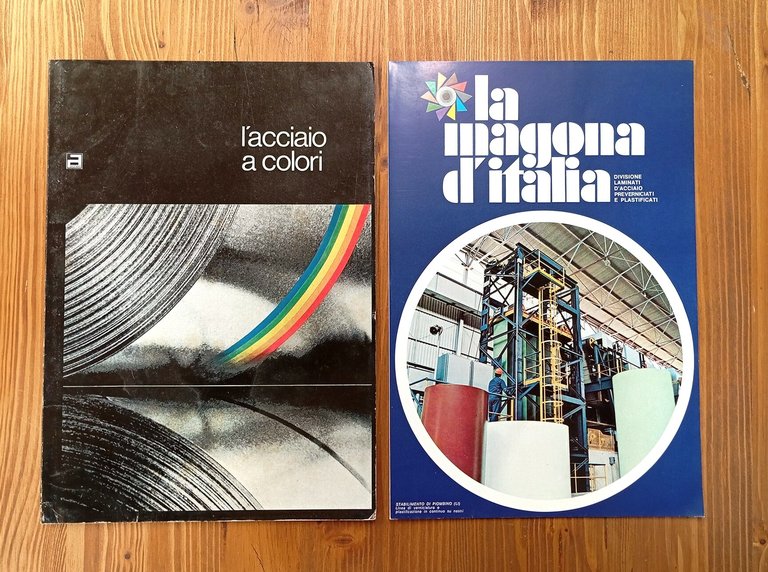 l'acciaio
a colori
la
magona
d'italia
DIVISIONE
LAMINATI
D'ACCIAIO
PREVERNICIATI
E PLASTIFICATI
STABILIMENTO DI PIOMBINO (LI)
Linea di verniciatura e
plastificazione in continuo su nastri